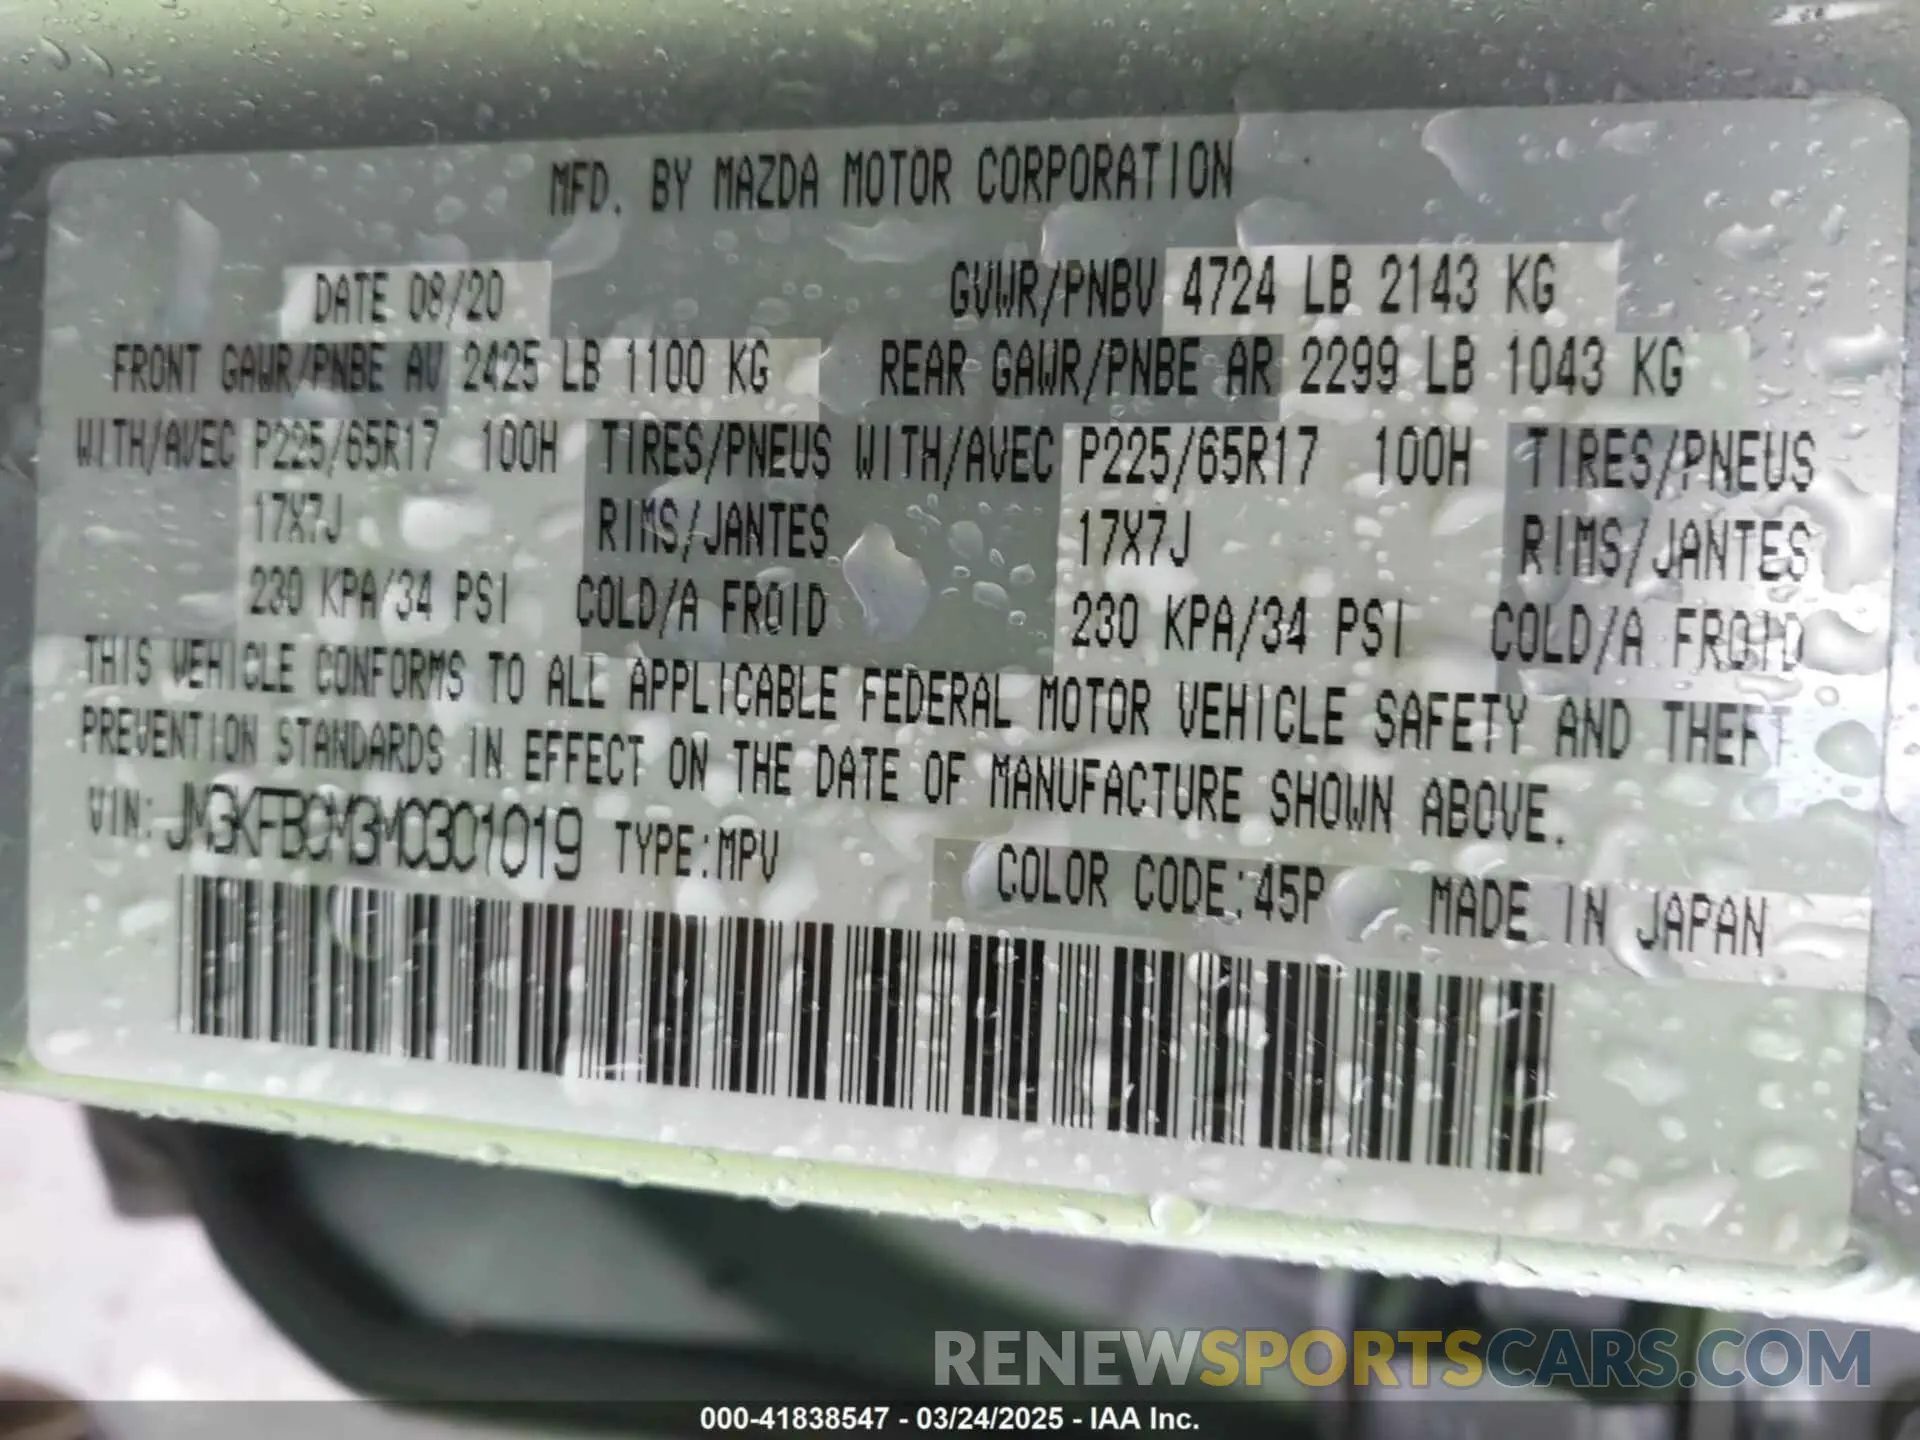 MFD. BY MAZDA MOTOR CORPORATION
DATE 08/20 GVWR/PNBV 4724 LB 2143 KG
FRONT GAWR/PNBE AV 2425 LB 1100 KG REAR GAWR/PNBE AR 2299 LB 1043 KG
WITH/AVEC P225/65R17 100H TIRES/PNEUS WITH/AVEC P225/65R17 100H TIRES/PNEUS
17X7J RIMS/JANTES 17X7J RIMS/JANTES
230 KPA/34 PSI COLD/A FROID 230 KPA/34 PSI COLD/A FROID
THIS VEHICLE CONFORMS TO ALL APPLICABLE FEDERAL MOTOR VEHICLE SAFETY AND THEFT
PREVENTION STANDARDS IN EFFECT ON THE DATE OF MANUFACTURE SHOWN ABOVE.
VIN: JM3KFBCM3M0301019 TYPE:MPV COLOR CODE:45P MADE IN JAPAN
RENEWSPORTSCARS.COM
000-41838547 - 03/24/2025 - IAA Inc.